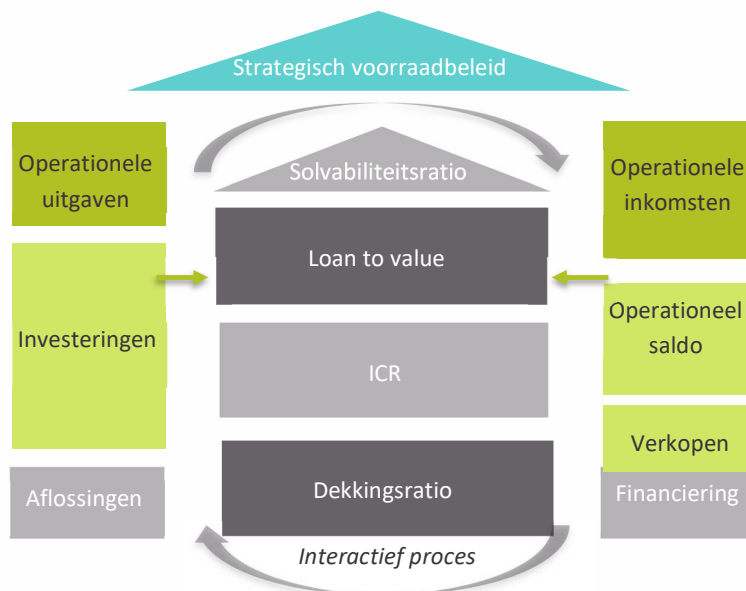 Strategisch voorraadbeleid
Operationele
uitgaven
Investeringen
Aflossingen
Solvabiliteitsratio
Loan to value
ICR
Dekkingsratio
Interactief proces
Operationele
inkomsten
Operationeel
saldo
Verkopen
Financiering